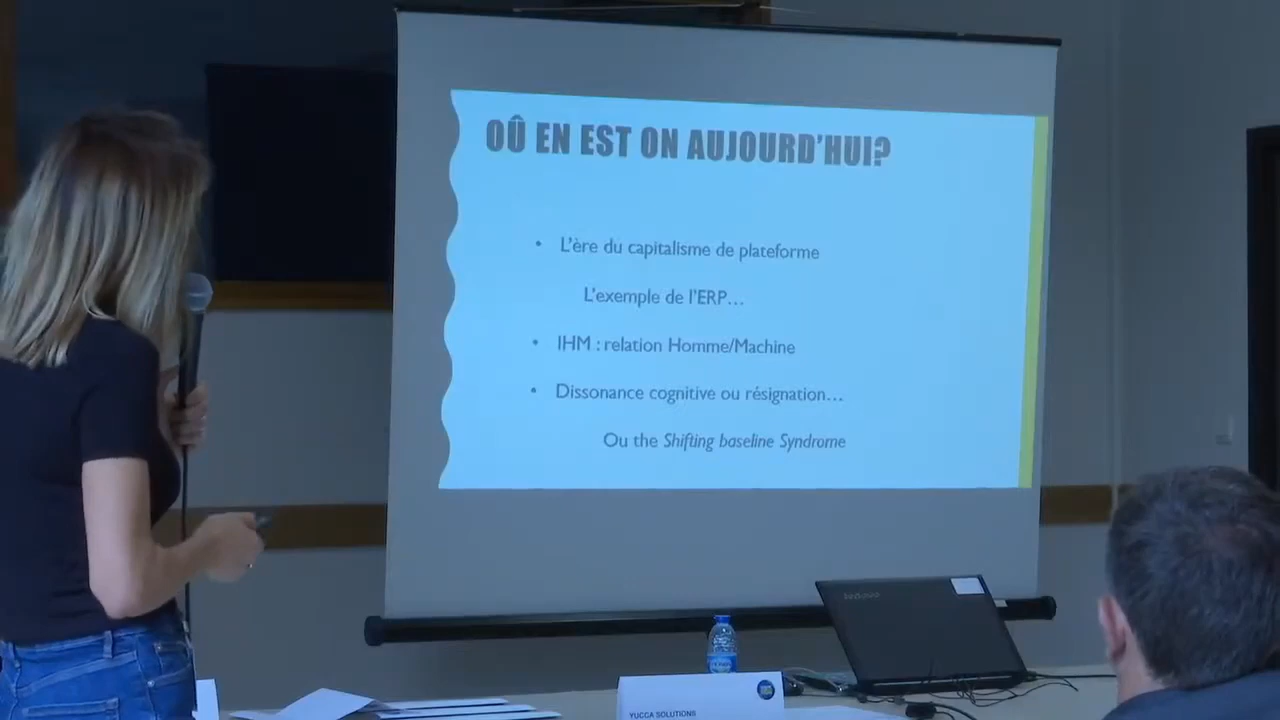 OÛ EN EST ON AUJOURD'HUI?
• L'ère du capitalisme de plateforme
L'exemple de l'ERP...
• IHM : relation Homme/Machine
• Dissonance cognitive ou résignation...
Ou the Shifting baseline Syndrome
YUCCA SOLUTIONS